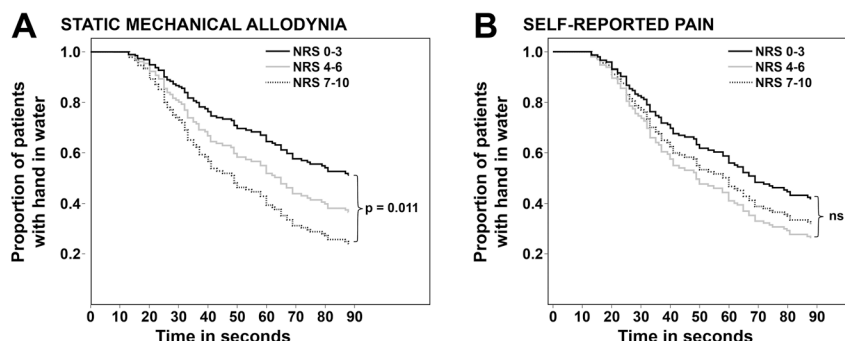 A STATIC MECHANICAL ALLODYNIA
1.0
0.8
0.6
0.4
0.2
Proportion of patients
with hand in water
NRS 0-3
NRS 4-6
NRS 7-10
p = 0.011
0 10 20 30 40 50 60 70 80 90
Time in seconds
B SELF-REPORTED PAIN
1.0
0.8
0.6
0.4
0.2
Proportion of patients
with hand in water
NRS 0-3
NRS 4-6
NRS 7-10
ns
0 10 20 30 40 50 60 70 80 90
Time in seconds